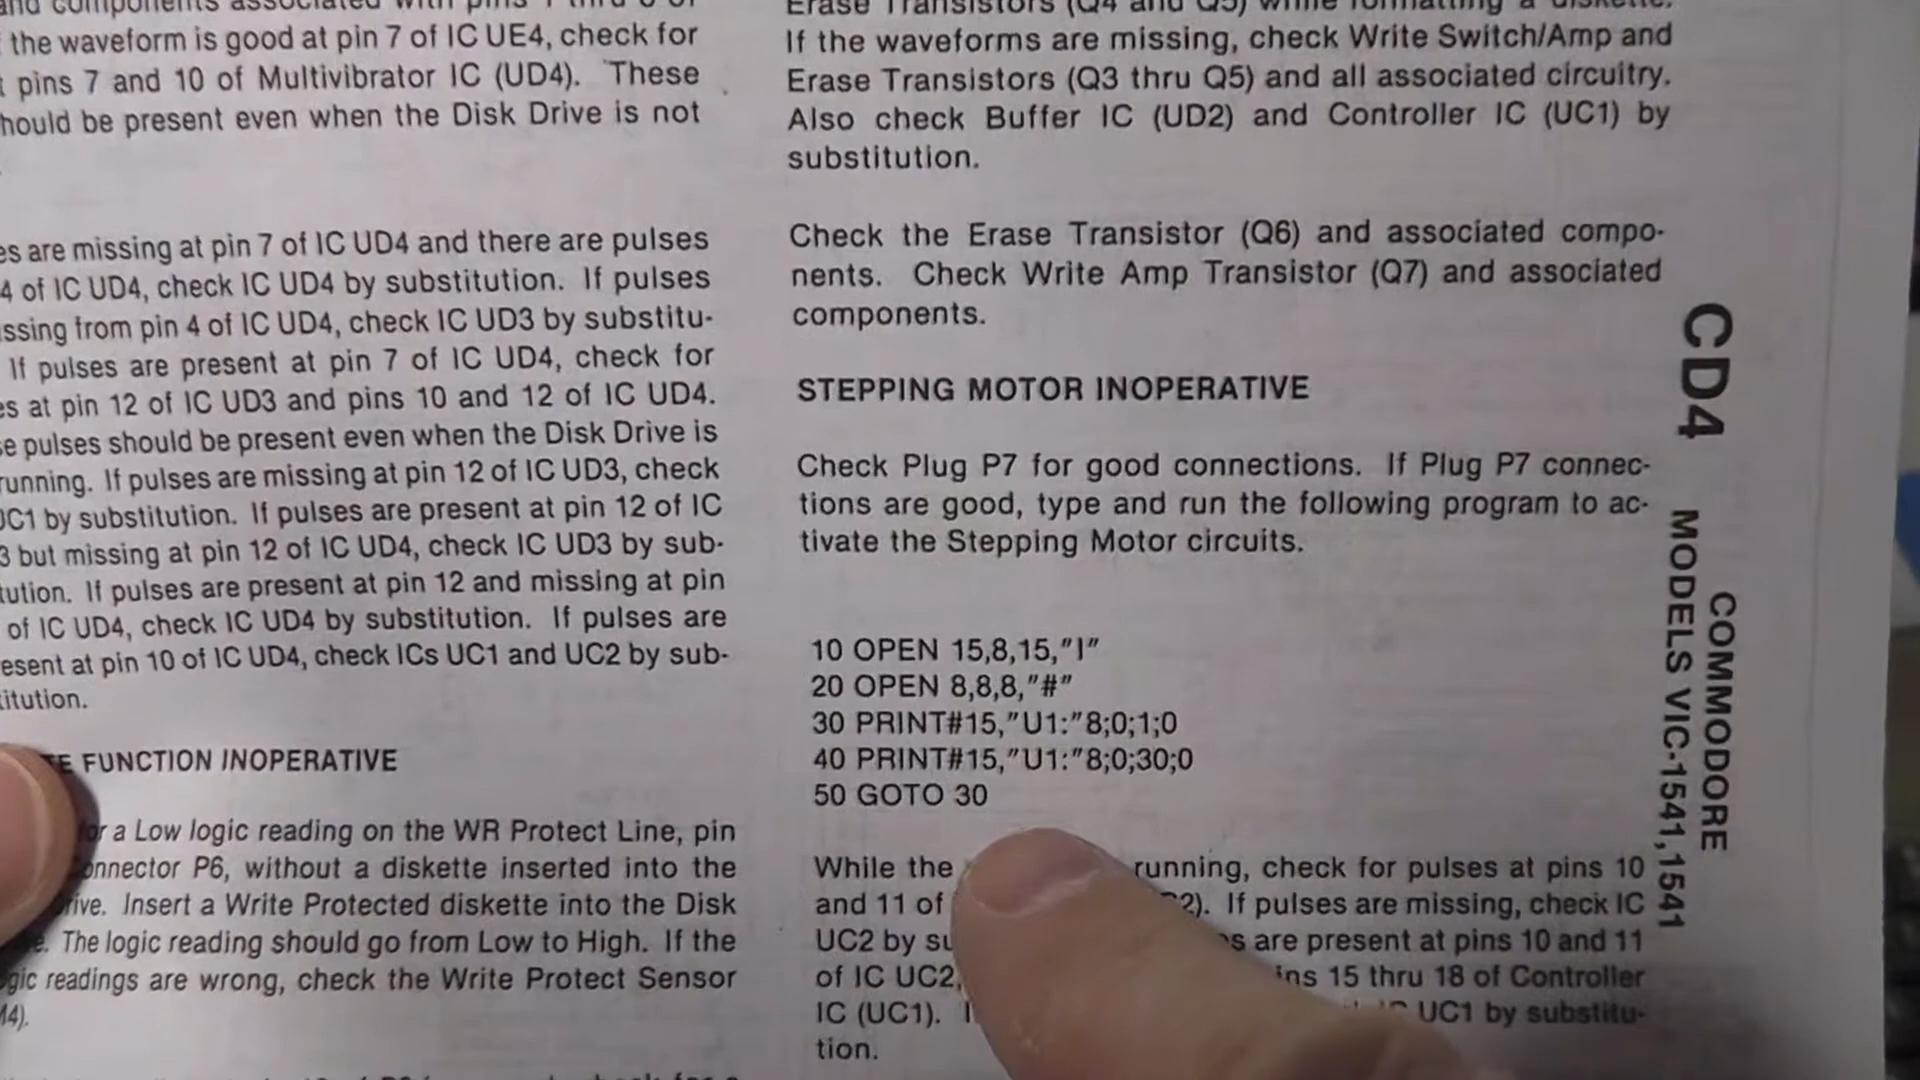 the waveform is good at pin 7 of IC UE4, check for
pins 7 and 10 of Multivibrator IC (UD4). These
hould be present even when the Disk Drive is not
es are missing at pin 7 of IC UD4 and there are pulses
4 of IC UD4, check IC UD4 by substitution. If pulses
ssing from pin 4 of IC UD4, check IC UD3 by substitu-
If pulses are present at pin 7 of IC UD4, check for
es at pin 12 of IC UD3 and pins 10 and 12 of IC UD4.
e pulses should be present even when the Disk Drive is
running. If pulses are missing at pin 12 of IC UD3, check
UC1 by substitution. If pulses are present at pin 12 of IC
3 but missing at pin 12 of IC UD4, check IC UD3 by sub-
tution. If pulses are present at pin 12 and missing at pin
of IC UD4, check IC UD4 by substitution. If pulses are
esent at pin 10 of IC UD4, check ICs UC1 and UC2 by sub-
titution.
FUNCTION INOPERATIVE
or a Low logic reading on the WR Protect Line, pin
onnector P6, without a diskette inserted into the
rive. Insert a Write Protected diskette into the Disk
e. The logic reading should go from Low to High. If the
gic readings are wrong, check the Write Protect Sensor
Erase Transistors (Q4 and Q5) while formatting a diskette.
If the waveforms are missing, check Write Switch/Amp and
Erase Transistors (Q3 thru Q5) and all associated circuitry.
Also check Buffer IC (UD2) and Controller IC (UC1) by
substitution.
Check the Erase Transistor (Q6) and associated compo-
nents. Check Write Amp Transistor (Q7) and associated
components.
STEPPING MOTOR INOPERATIVE
Check Plug P7 for good connections. If Plug P7 connec-
tions are good, type and run the following program to ac-
tivate the Stepping Motor circuits.
10 OPEN 15,8,15,"I"
20 OPEN 8,8,8,"#"
30 PRINT#15,"U1:"8;0;1;0
40 PRINT#15,"U1:"8;0;30;0
50 GOTO 30
While the running, check for pulses at pins 10
and 11 of 2). If pulses are missing, check IC
UC2 by su s are present at pins 10 and 11
of IC UC2, ins 15 thru 18 of Controller
IC (UC1). UC1 by substitu-
tion.
CD4
COMMODORE
MODELS VIC-1541,1541